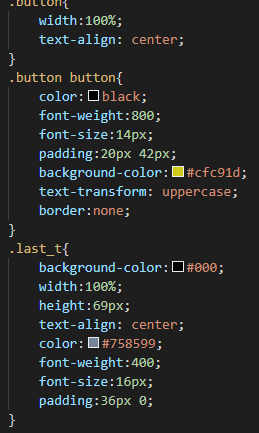 .button{
width:100%;
text-align: center;
}
.button button{
color:black;
font-weight:800;
font-size:14px;
padding:20px 42px;
background-color:#cfc91d;
text-transform: uppercase;
border:none;
}
.last_t{
background-color:#000;
width:100%;
height:69px;
text-align: center;
color:#758599;
font-weight:400;
font-size:16px;
padding:36px 0;
}